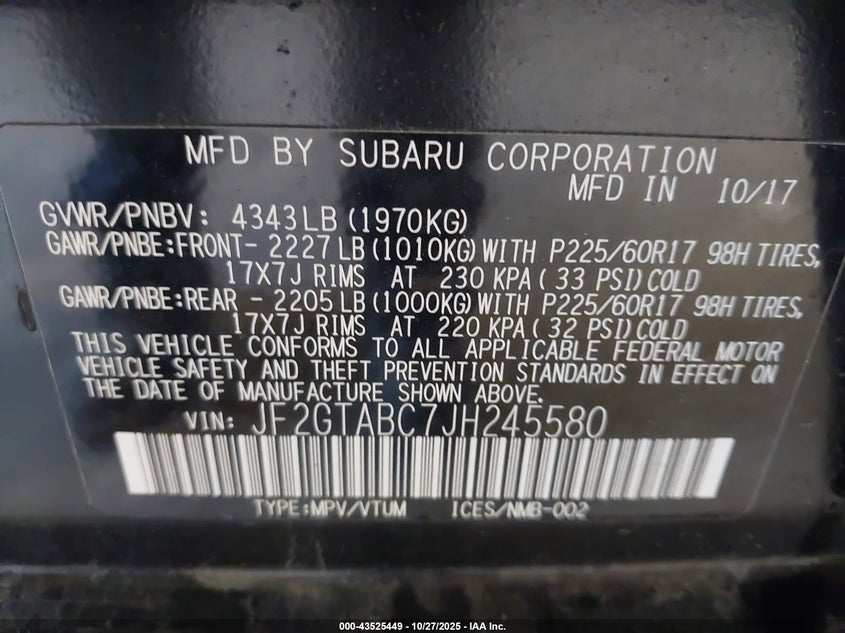 MFD BY SUBARU CORPORATION
MFD IN 10/17
GVWR/PNBV: 4343LB (1970KG)
GAWR/PNBE:FRONT- 2227 LB (1010KG) WITH P225/60R17 98H TIRES,
17X7J RIMS AT 230 KPA ( 33 PSI) COLD
GAWR/PNBE:REAR - 2205 LB (1000KG) WITH P225/60R17 98H TIRES,
17X7J RIMS AT 220 KPA ( 32 PSI) COLD
THIS VEHICLE CONFORMS TO ALL APPLICABLE FEDERAL MOTOR
VEHICLE SAFETY AND THEFT PREVENTION STANDARDS IN EFFECT ON
THE DATE OF MANUFACTURE SHOWN ABOVE.
VIN: JF2GTABC7JH245580
TYPE:MPV/VTUM ICES/NMB-002
000-43525449 - 10/27/2025 - IAA Inc.